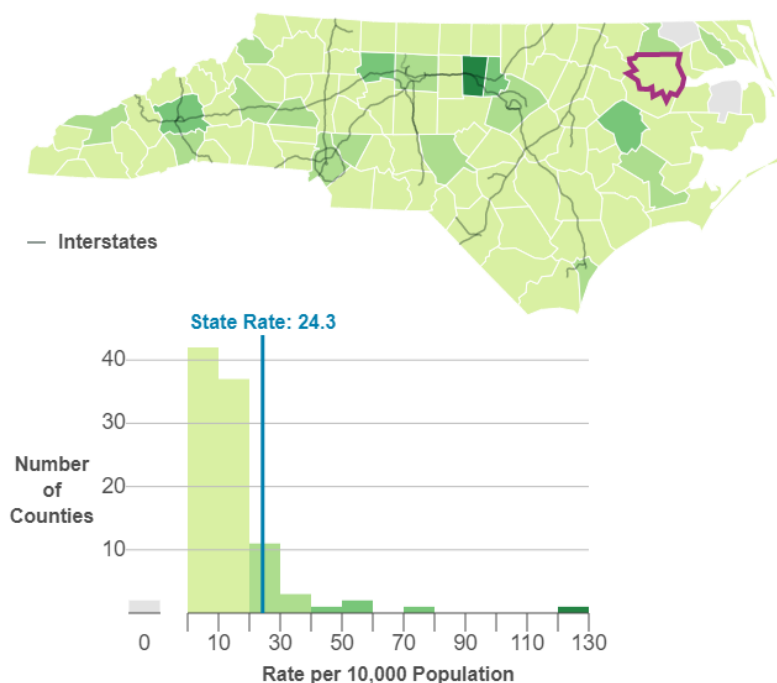 — Interstates
State Rate: 24.3
40
30
20
10
Number
of
Counties
0 10 30 50 70 90 110 130
Rate per 10,000 Population